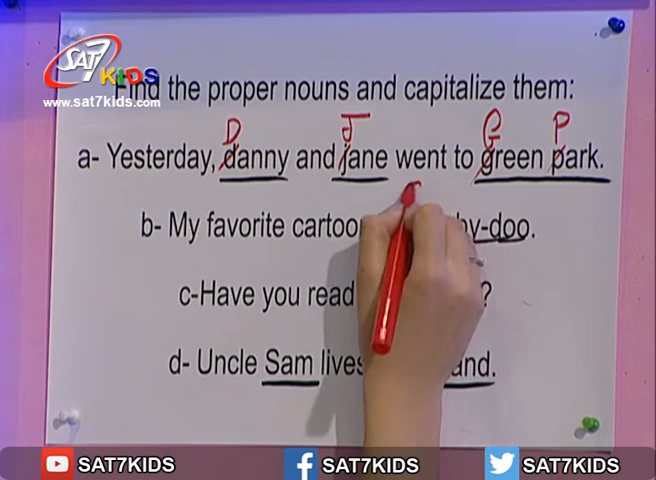 SAT7 KIDS
www.sat7kids.com
Find the proper nouns and capitalize them:
D J G P
a- Yesterday, danny and jane went to green park.
b- My favorite cartoo by-doo.
c-Have you read ?
d- Uncle Sam lives and.
SAT7KIDS SAT7KIDS SAT7KIDS